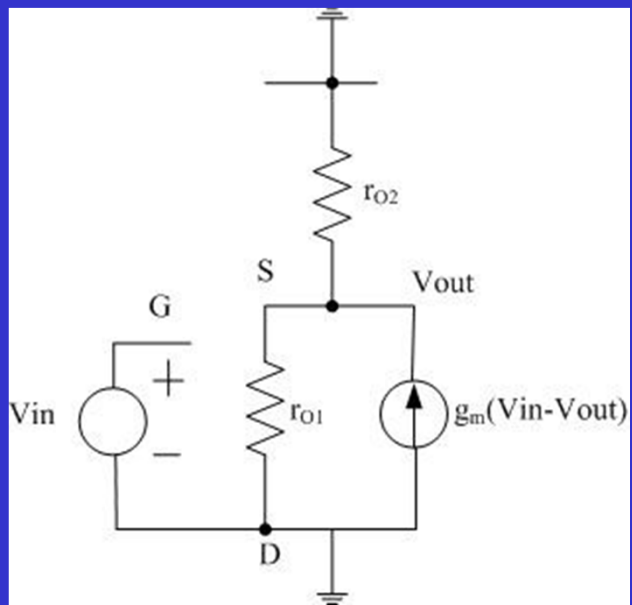 rO2
S
Vout
G
+
Vin
rO1
gm(Vin-Vout)
−
D